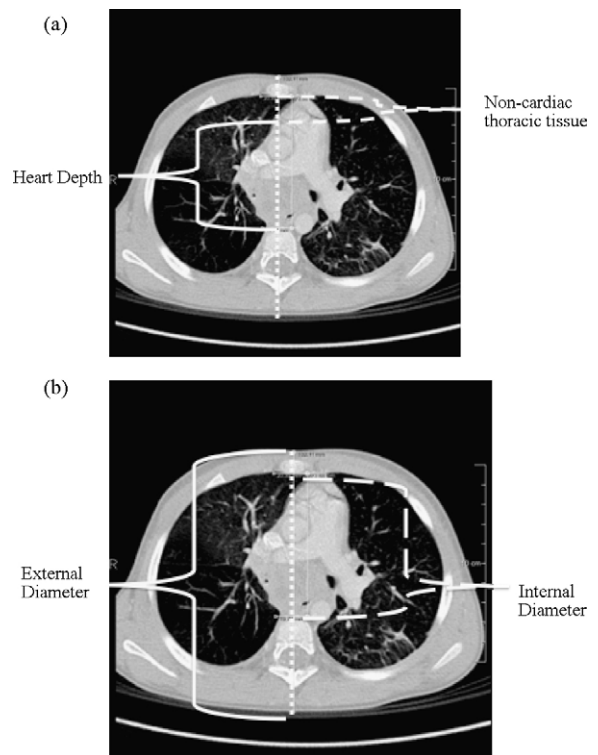 (a)
Non-cardiac
thoracic tissue
Heart Depth
R
(b)
External
Diameter
R
Internal
Diameter